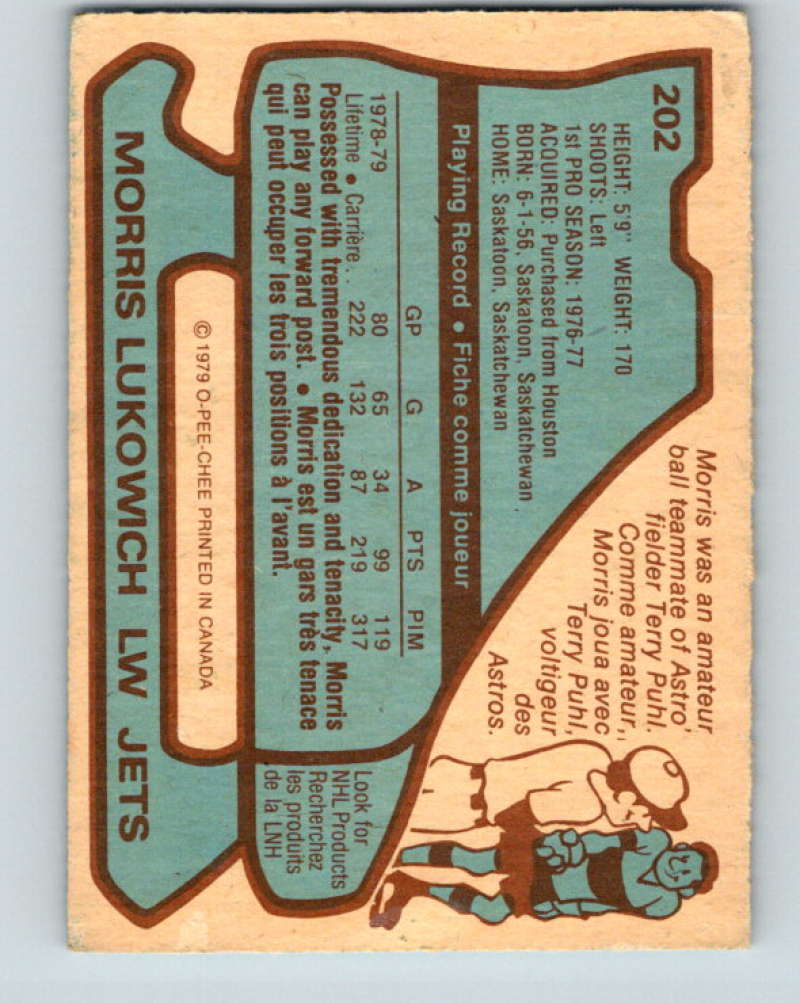 202
HEIGHT: 5'9" WEIGHT: 170
SHOOTS: Left
1st PRO SEASON: 1976-77
ACQUIRED: Purchased from Houston
BORN: 6-1-56, Saskatoon, Saskatchewan
HOME: Saskatoon, Saskatchewan
Morris was an amateur
ball teammate of Astro'
fielder Terry Puhl.
Comme amateur,
Morris joua avec
Terry Puhl,
voltigeur
des
Astros.
Playing Record • Fiche comme joueur
GP G A PTS PIM
1978-79 80 65 34 99 119
Lifetime • Carrière.. 222 132 87 219 317
Possessed with tremendous dedication and tenacity, Morris
can play any forward post. • Morris est un gars très tenace
qui peut occuper les trois positions à l'avant.
Look for
NHL Products
Recherchez
les produits
de la LNH
© 1979 O-PEE-CHEE PRINTED IN CANADA
MORRIS LUKOWICH LW JETS